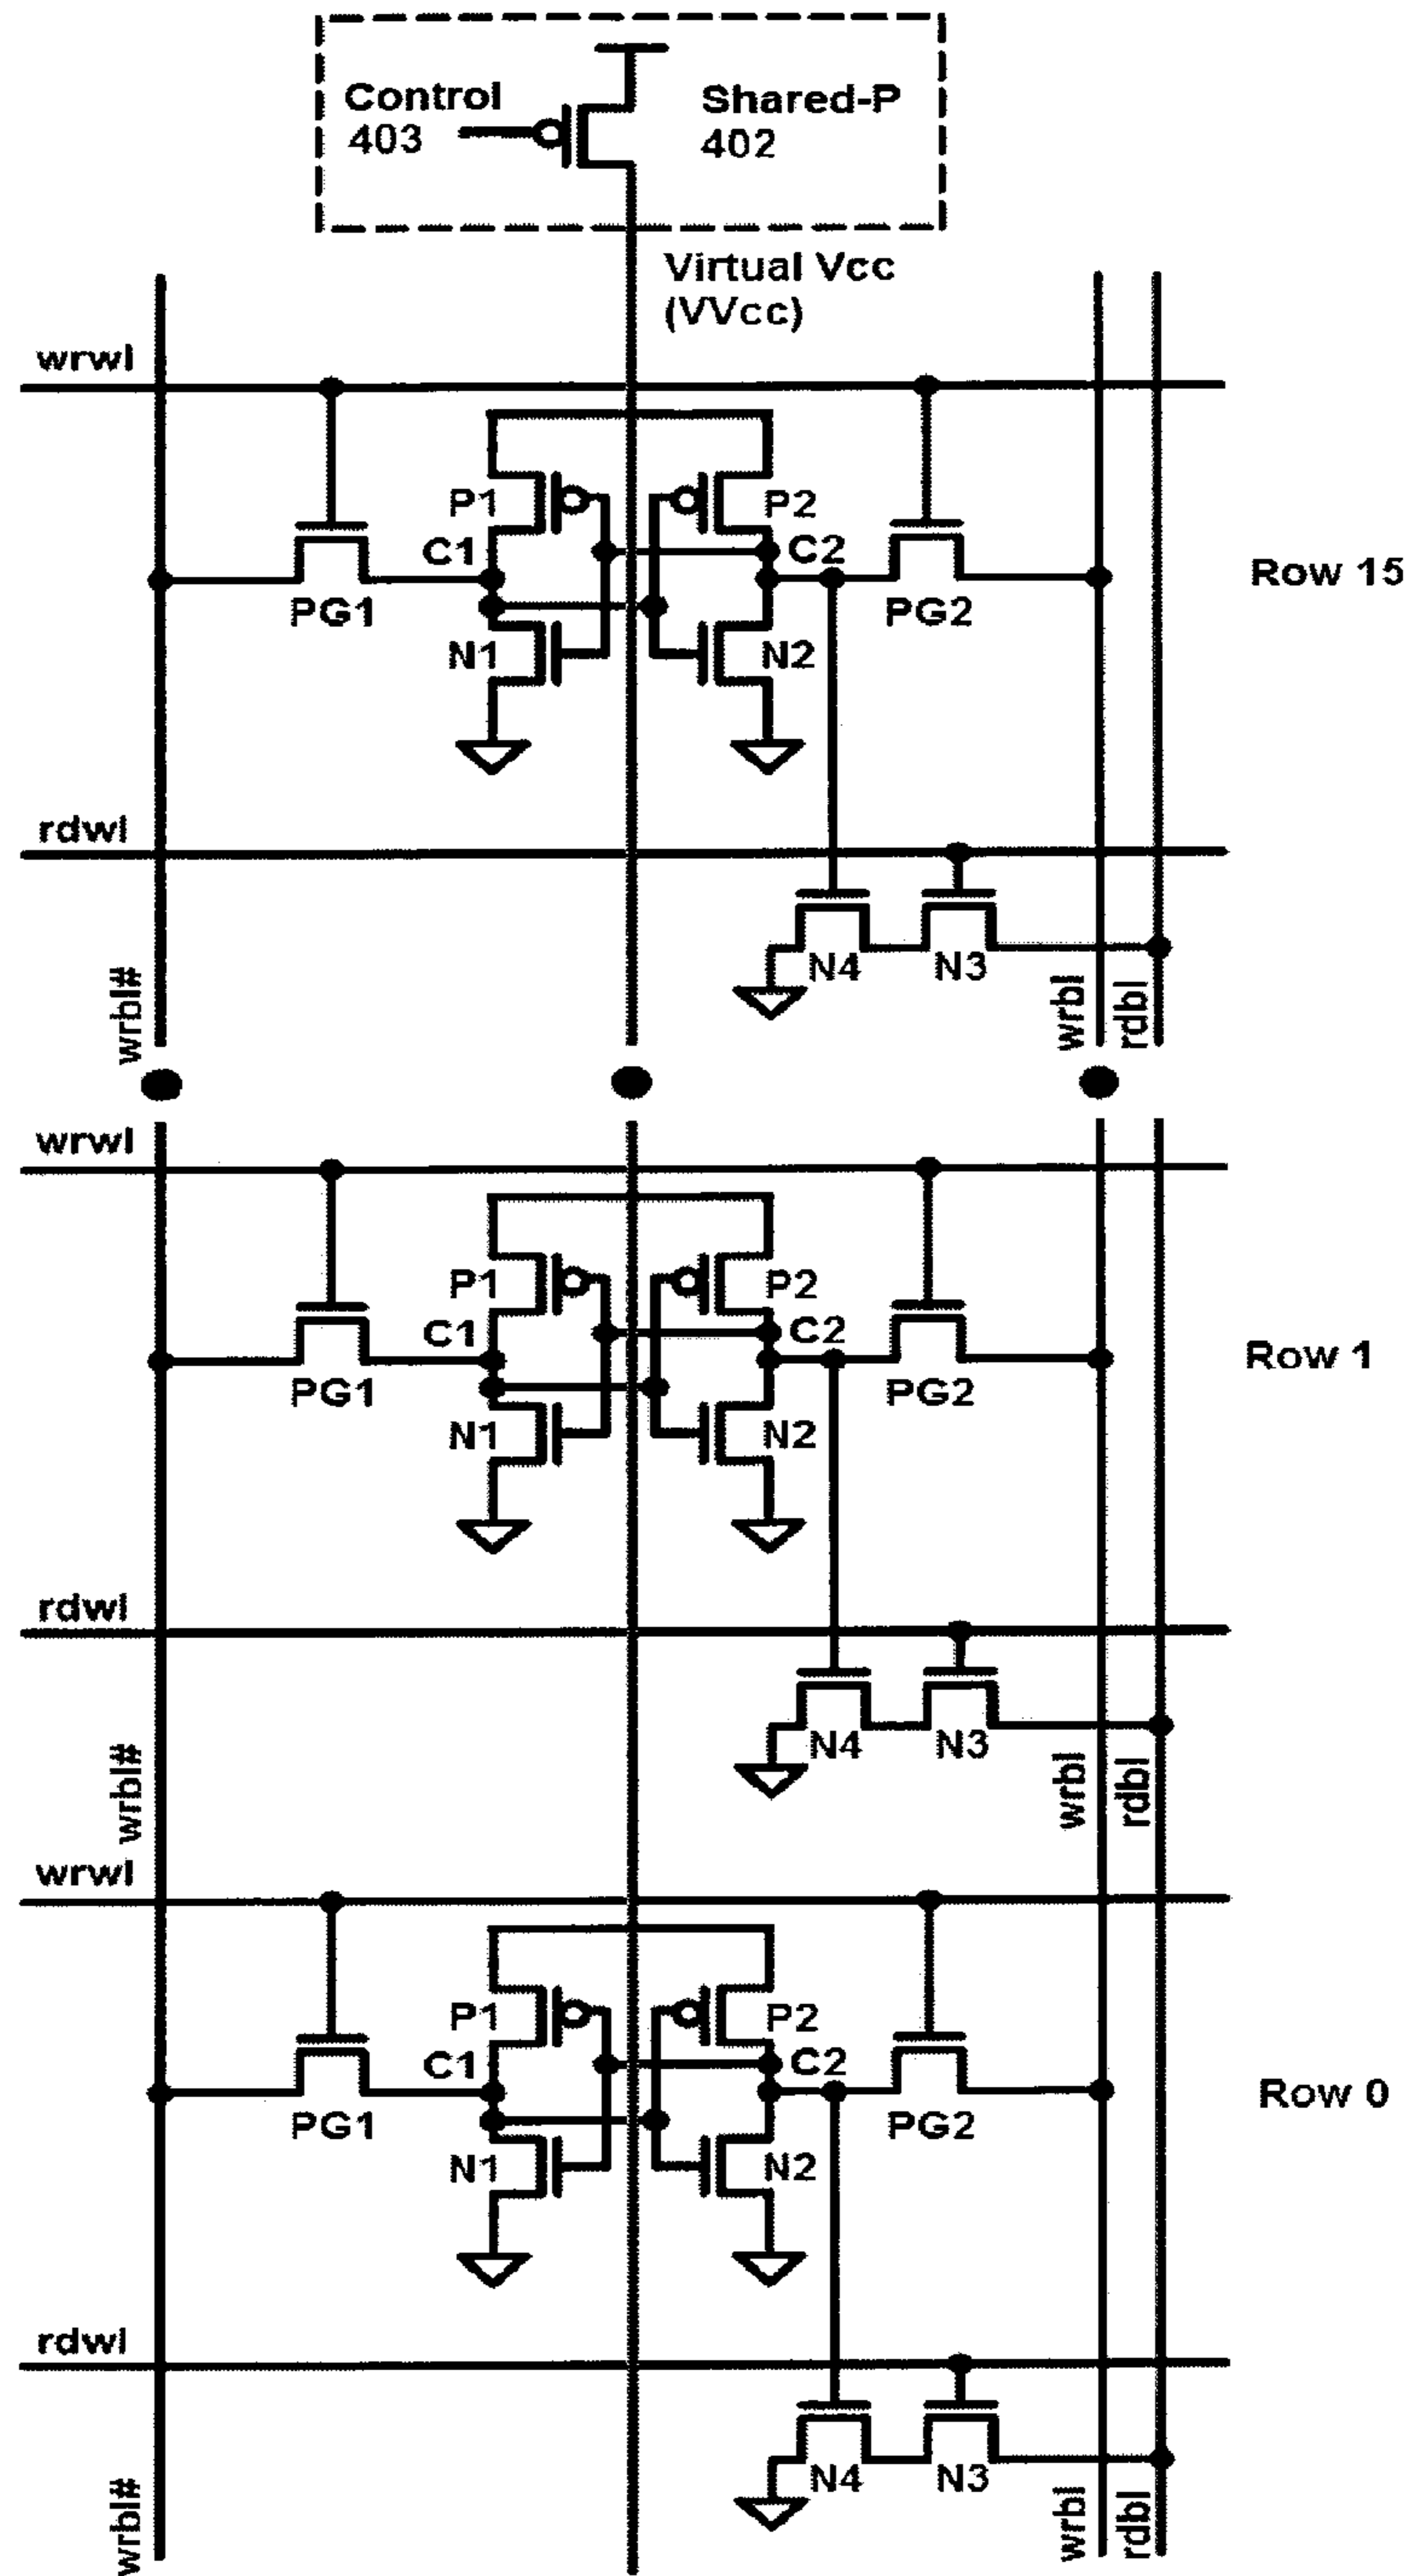 Control
403
Shared-P
402
Virtual Vcc
(VVcc)
wrwl
P1
P2
C1
C2
PG1
PG2
Row 15
N1
N2
rdwl
N4
N3
wrbl#
wrbl
rdbl
wrwl
P1
P2
C1
C2
PG1
PG2
Row 1
N1
N2
rdwl
N4
N3
wrbl#
wrbl
rdbl
wrwl
P1
P2
C1
C2
PG1
PG2
Row 0
N1
N2
rdwl
N4
N3
wrbl#
wrbl
rdbl